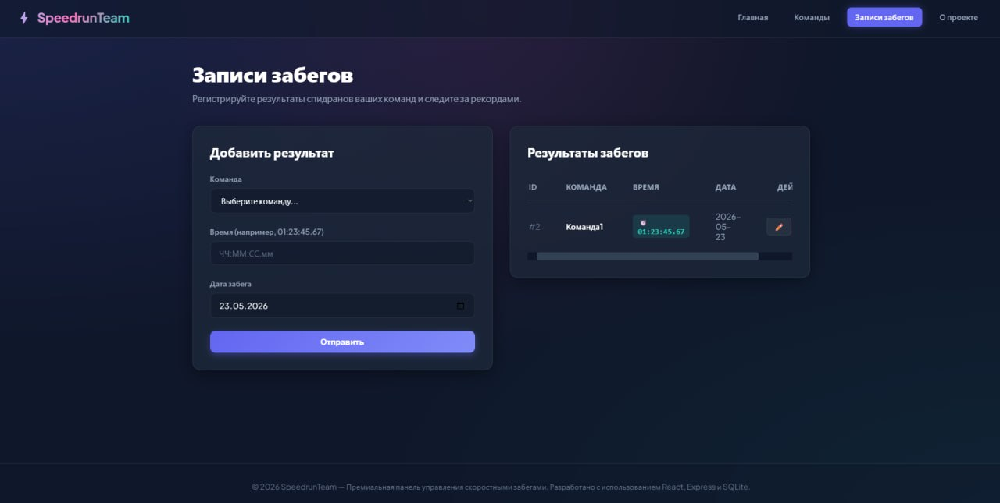 SpeedrunTeam
Главная Команды Записи забегов О проекте
Записи забегов
Регистрируйте результаты спидранов ваших команд и следите за рекордами.
Добавить результат
Команда
Выберите команду...
Время (например, 01:23:45.67)
ЧЧ:ММ:СС.мм
Дата забега
23.05.2026
Отправить
Результаты забегов
ID КОМАНДА ВРЕМЯ ДАТА ДЕЙ
#2 Команда1 01:23:45.67 2026-
05-
23
© 2026 SpeedrunTeam — Премиальная панель управления скоростными забегами. Разработано с использованием React, Express и SQLite.